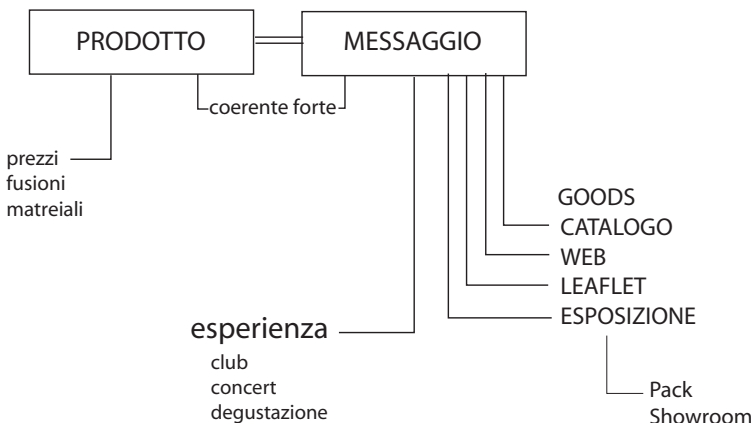 PRODOTTO
MESSAGGIO
coerente forte
prezzi
fusioni
matreiali
GOODS
CATALOGO
WEB
LEAFLET
ESPOSIZIONE
esperienza
club
concert
degustazione
Pack
Showroom